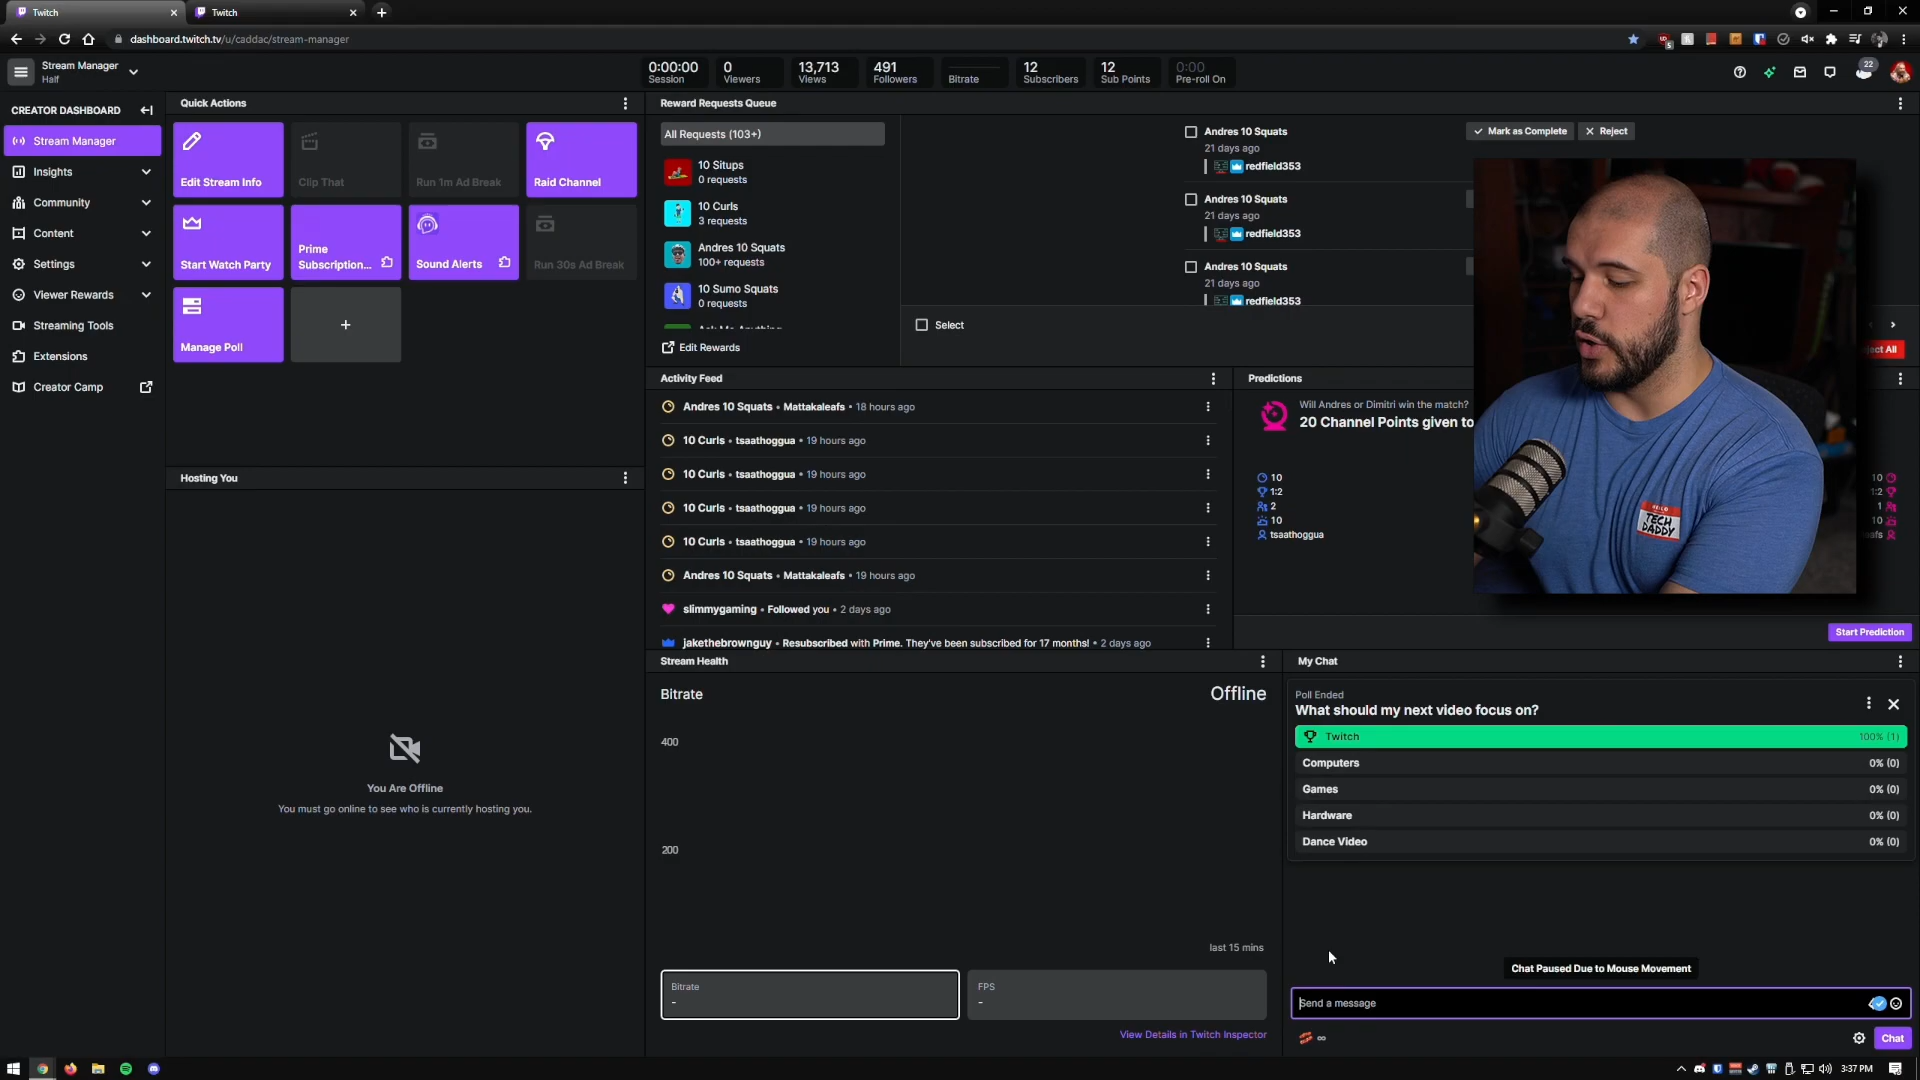 Twitch
Twitch
dashboard.twitch.tv/u/caddac/stream-manager
Stream Manager
Half
0:00:00
Session
0
Viewers
13,713
Views
491
Followers
Bitrate
12
Subscribers
12
Sub Points
0:00
Pre-roll On
22
CREATOR DASHBOARD
Stream Manager
Insights
Community
Content
Settings
Viewer Rewards
Streaming Tools
Extensions
Creator Camp
Quick Actions
Edit Stream Info
Clip That
Run 1m Ad Break
Raid Channel
Start Watch Party
Prime
Subscription...
Sound Alerts
Run 30s Ad Break
Manage Poll
Hosting You
You Are Offline
You must go online to see who is currently hosting you.
Reward Requests Queue
All Requests (103+)
10 Situps
0 requests
10 Curls
3 requests
Andres 10 Squats
100+ requests
10 Sumo Squats
0 requests
Ask Me Anything
Edit Rewards
Andres 10 Squats
21 days ago
redfield353
Andres 10 Squats
21 days ago
redfield353
Andres 10 Squats
21 days ago
redfield353
Mark as Complete
Reject
Select
ject All
Activity Feed
Andres 10 Squats • Mattakaleafs • 18 hours ago
10 Curls • tsaathoggua • 19 hours ago
10 Curls • tsaathoggua • 19 hours ago
10 Curls • tsaathoggua • 19 hours ago
10 Curls • tsaathoggua • 19 hours ago
Andres 10 Squats • Mattakaleafs • 19 hours ago
slimmygaming • Followed you • 2 days ago
jakethebrownguy • Resubscribed with Prime. They've been subscribed for 17 months! • 2 days ago
Predictions
Will Andres or Dimitri win the match?
20 Channel Points given to
10
1:2
2
10
tsaathoggua
10
1:2
1
10
eafs
TECH
DADDY
Start Prediction
Stream Health
Bitrate
Offline
400
200
last 15 mins
Bitrate
-
FPS
-
View Details in Twitch Inspector
My Chat
Poll Ended
What should my next video focus on?
Twitch 100% (1)
Computers 0% (0)
Games 0% (0)
Hardware 0% (0)
Dance Video 0% (0)
Chat Paused Due to Mouse Movement
Send a message
∞
Chat
3:37 PM